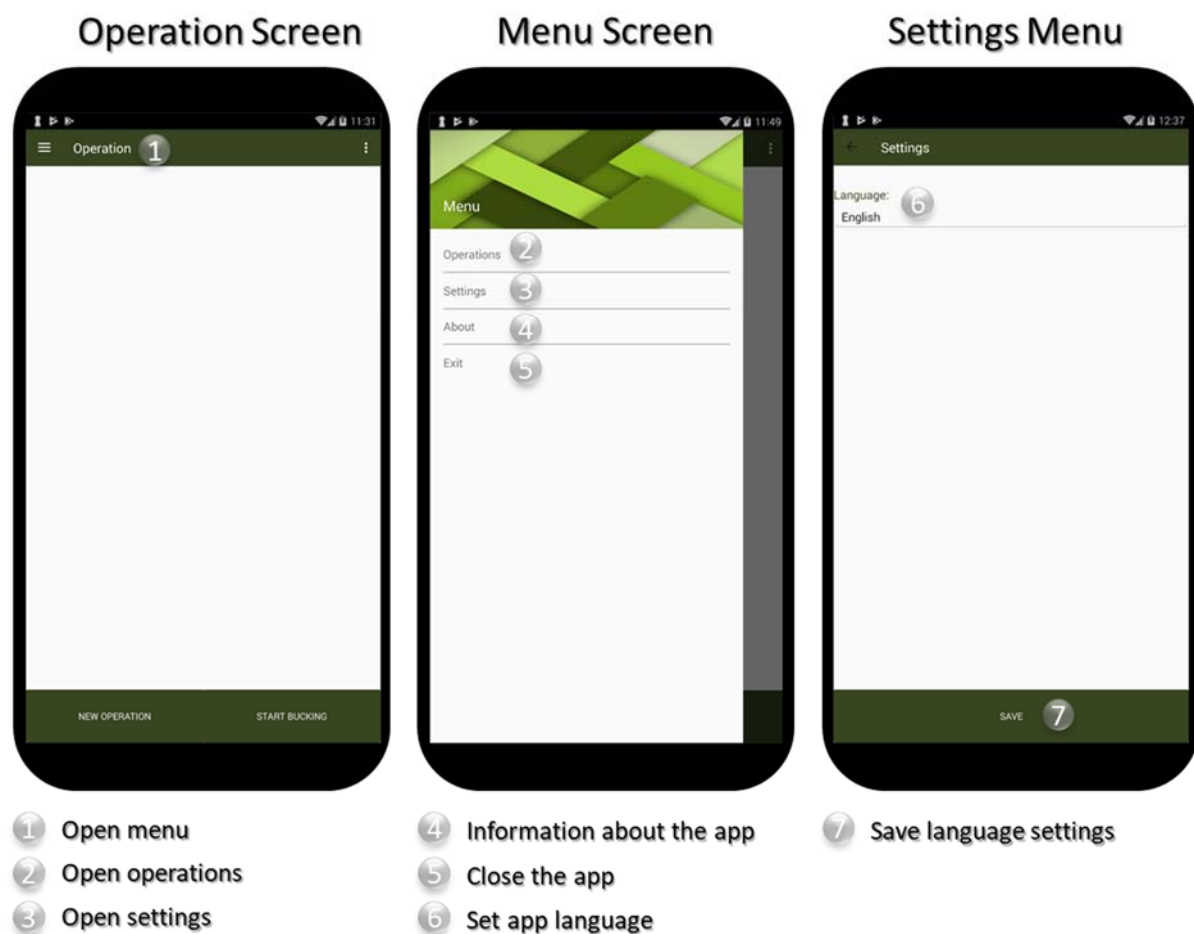 Operation Screen
Menu Screen
Settings Menu
11:31
Operation 1
NEW OPERATION START BUCKING
11:49
Menu
Operations 2
Settings 3
About 4
Exit 5
12:37
Settings
Language: 6
English
SAVE 7
1 Open menu
2 Open operations
3 Open settings
4 Information about the app
5 Close the app
6 Set app language
7 Save language settings